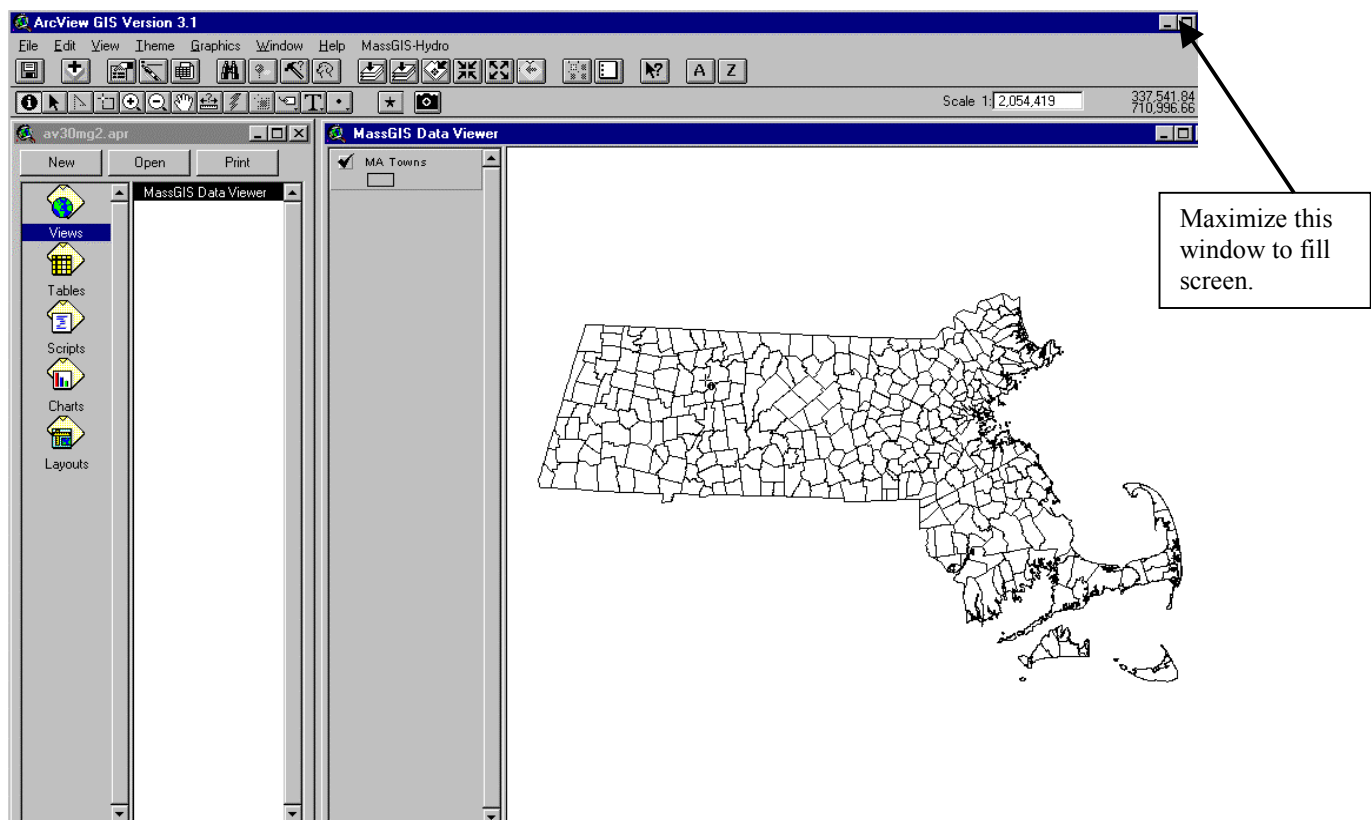 ArcView GIS Version 3.1
File Edit View Theme Graphics Window Help MassGIS-Hydro
A Z
Scale 1: 2,054,419
337,541.84
710,996.66
av30mg2.apr
MassGIS Data Viewer
New Open Print
MassGIS Data Viewer
MA Towns
Views
Tables
Scripts
Charts
Layouts
Maximize this
window to fill
screen.